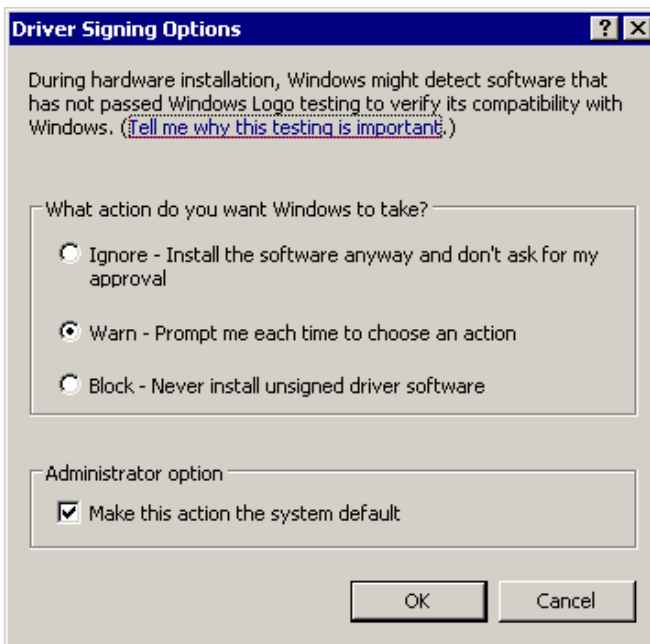 Driver Signing Options
During hardware installation, Windows might detect software that
has not passed Windows Logo testing to verify its compatibility with
Windows. (Tell me why this testing is important.)
What action do you want Windows to take?
Ignore - Install the software anyway and don't ask for my
approval
Warn - Prompt me each time to choose an action
Block - Never install unsigned driver software
Administrator option
Make this action the system default
OK Cancel